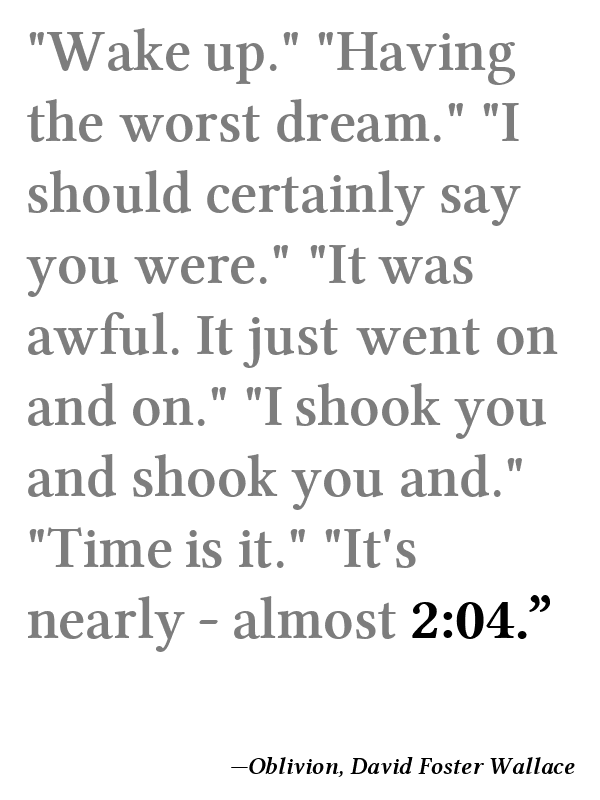 "Wake up." "Having
the worst dream." "I
should certainly say
you were." "It was
awful. It just went on
and on." "I shook you
and shook you and."
"Time is it." "It's
nearly - almost 2:04.”
—Oblivion, David Foster Wallace